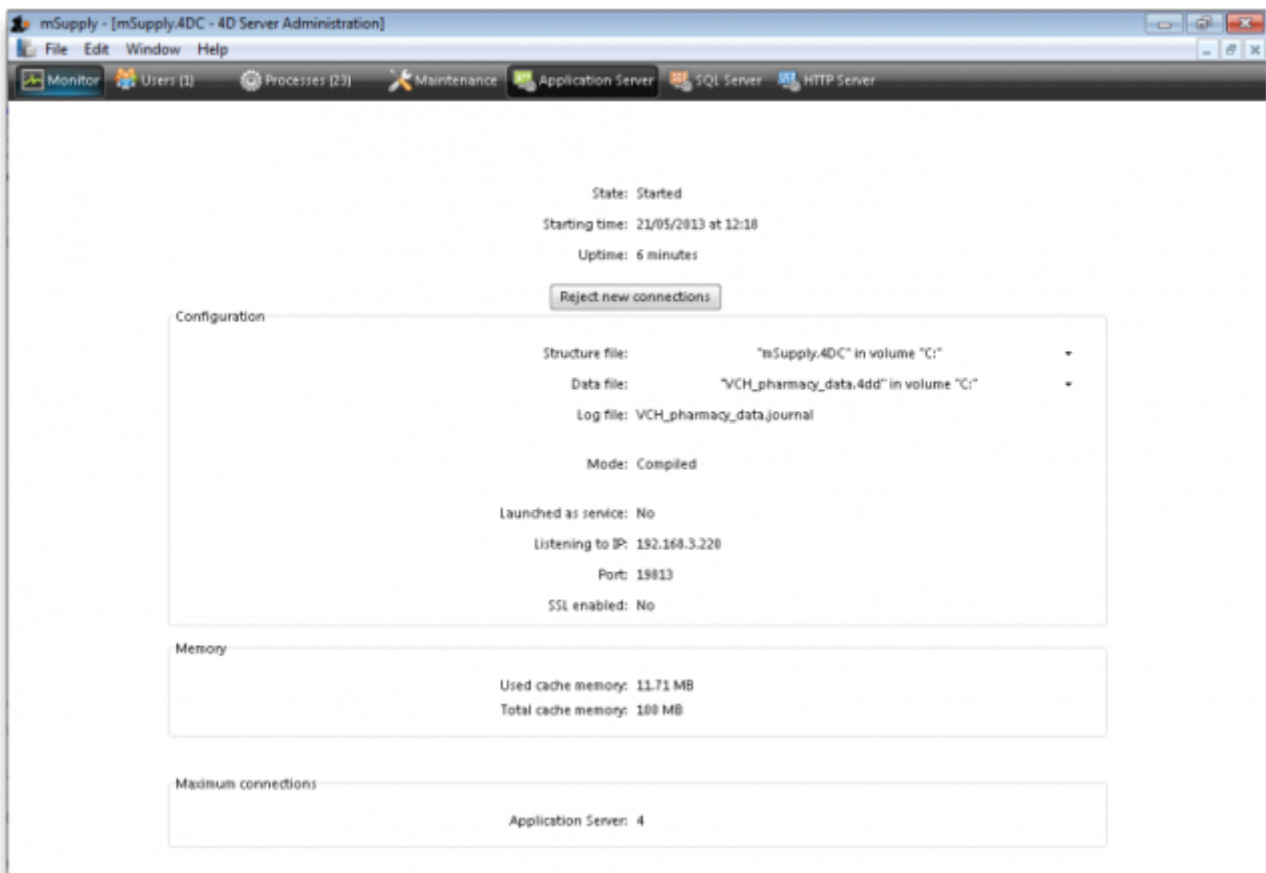 mSupply - [mSupply.4DC - 4D Server Administration]
File Edit Window Help
Monitor Users (1) Processes (23) Maintenance Application Server SQL Server HTTP Server
State: Started
Starting time: 21/05/2013 at 12:18
Uptime: 6 minutes
Reject new connections
Configuration
Structure file: "mSupply.4DC" in volume "C:"
Data file: "VCH_pharmacy_data.4dd" in volume "C:"
Log file: VCH_pharmacy_data.journal
Mode: Compiled
Launched as service: No
Listening to IP: 192.168.3.220
Port: 19813
SSL enabled: No
Memory
Used cache memory: 11.71 MB
Total cache memory: 100 MB
Maximum connections
Application Server: 4